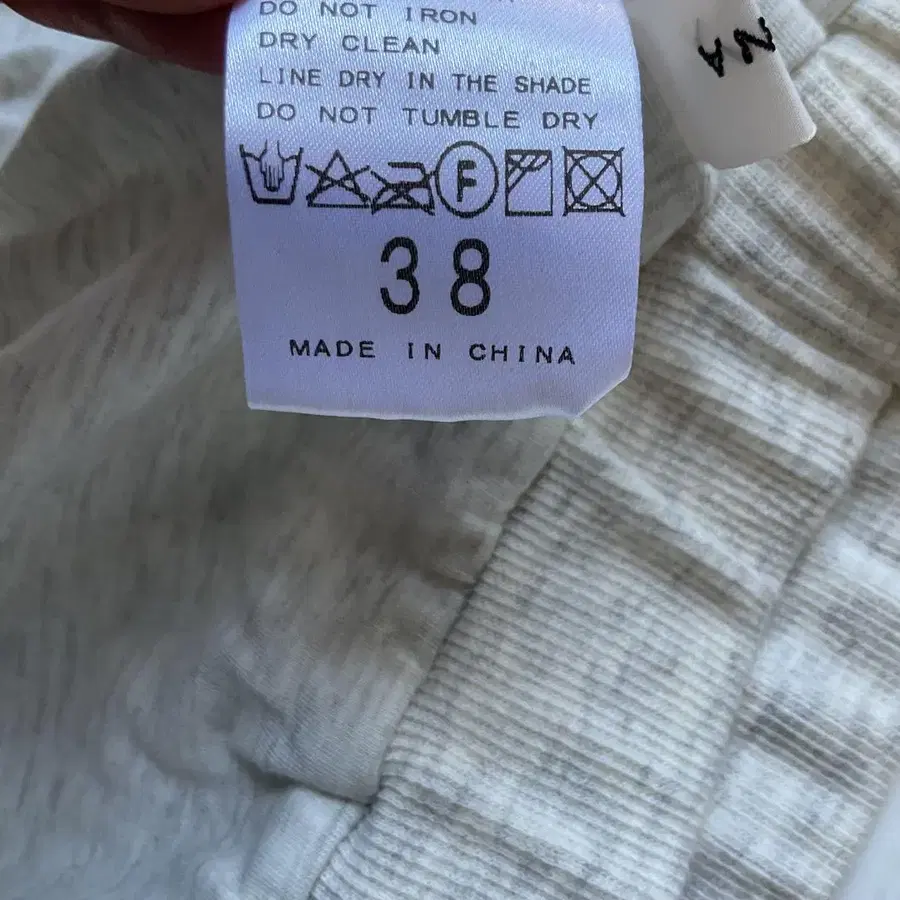 DO NOT IRON
DRY CLEAN
LINE DRY IN THE SHADE
DO NOT TUMBLE DRY
F
38
MADE IN CHINA